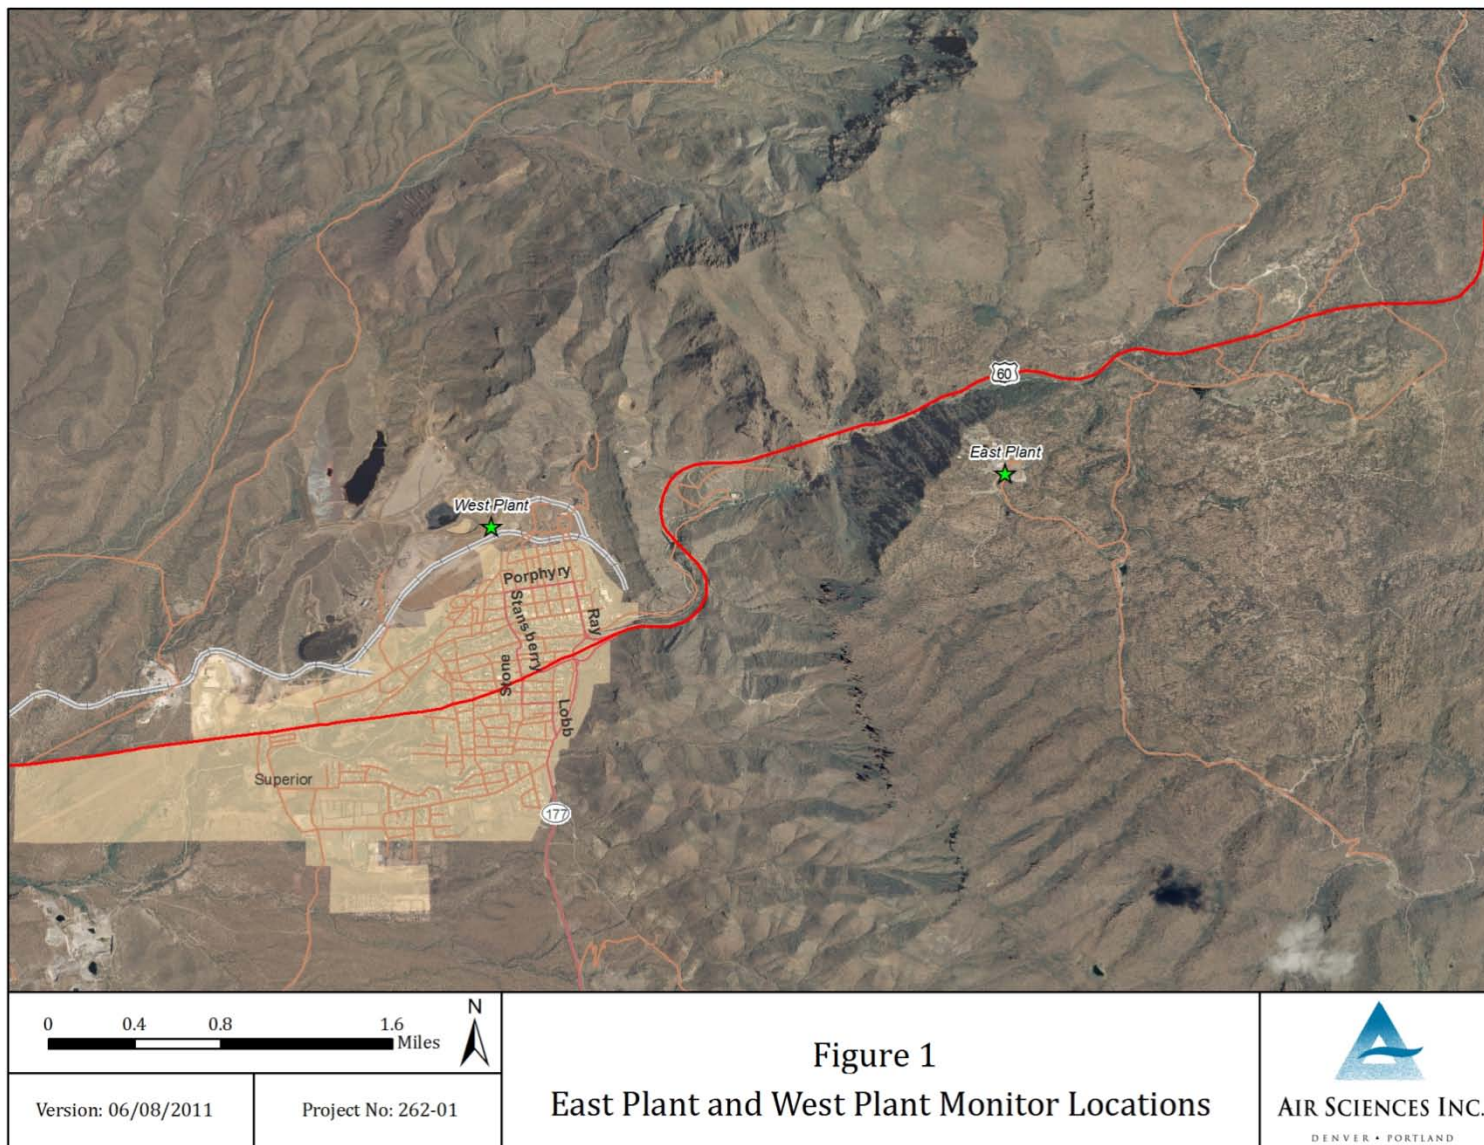 60
East Plant
West Plant
Porphyry
Stansberry
Ray
Stone
Lobb
Superior
177
0 0.4 0.8 1.6
Miles
N
Version: 06/08/2011
Project No: 262-01
Figure 1
East Plant and West Plant Monitor Locations
AIR SCIENCES INC.
DENVER • PORTLAND